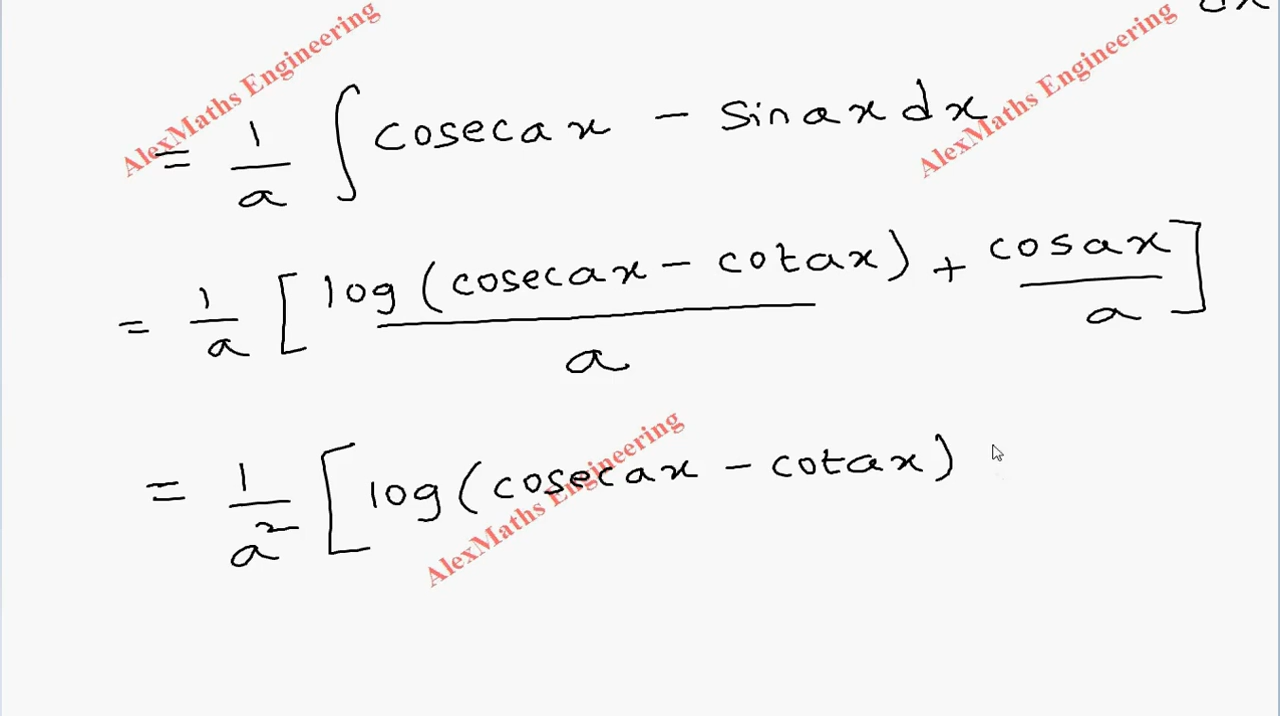 dx
= 1/a ∫ cosecax - sinax dx
= 1/a [ log(cosecax - cotax)/a + cosax/a ]
= 1/a² [ log(cosecax - cotax)
AlexMaths Engineering
AlexMaths Engineering
AlexMaths Engineering